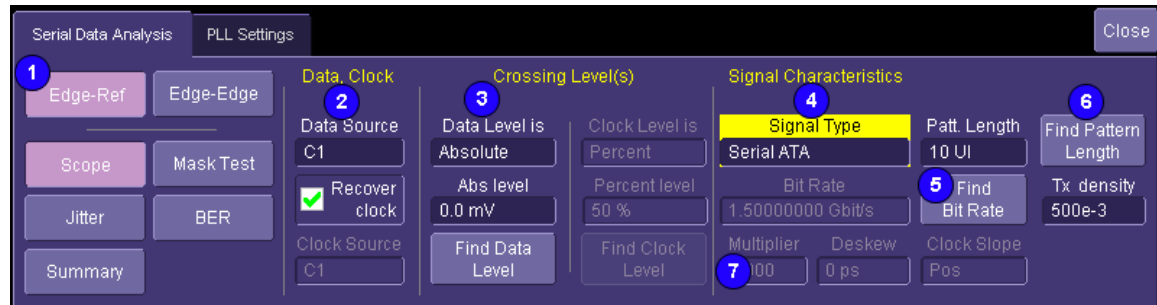 Serial Data Analysis
PLL Settings
Close
1
Edge-Ref
Edge-Edge
Scope
Mask Test
Jitter
BER
Summary
Data, Clock
2
Data Source
C1
Recover
clock
Clock Source
C1
Crossing Level(s)
3
Data Level is
Absolute
Abs level
0.0 mV
Find Data
Level
Clock Level is
Percent
Percent level
50 %
Find Clock
Level
Signal Characteristics
4
Signal Type
Serial ATA
Bit Rate
1.50000000 Gbit/s
Multiplier
7
Deskew
0 ps
Patt. Length
10 UI
5
Find
Bit Rate
Clock Slope
Pos
6
Find Pattern
Length
Tx density
500e-3